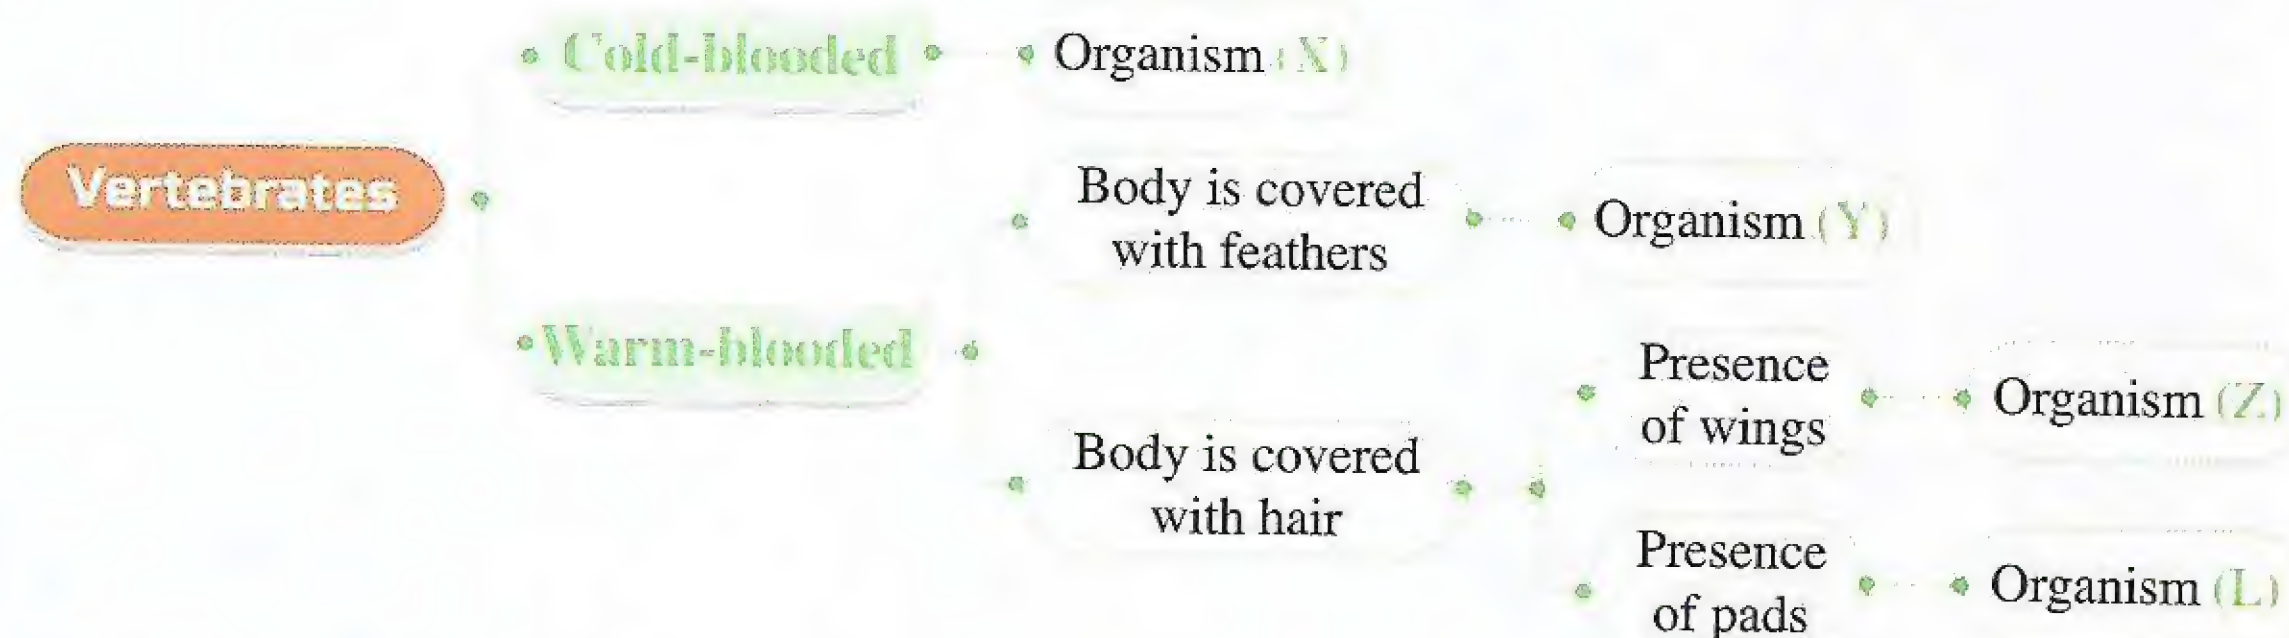 Vertebrates
Cold-blooded
Organism (X)
Body is covered
with feathers
Organism (Y)
Warm-blooded
Body is covered
with hair
Presence
of wings
Organism (Z)
Presence
of pads
Organism (L)